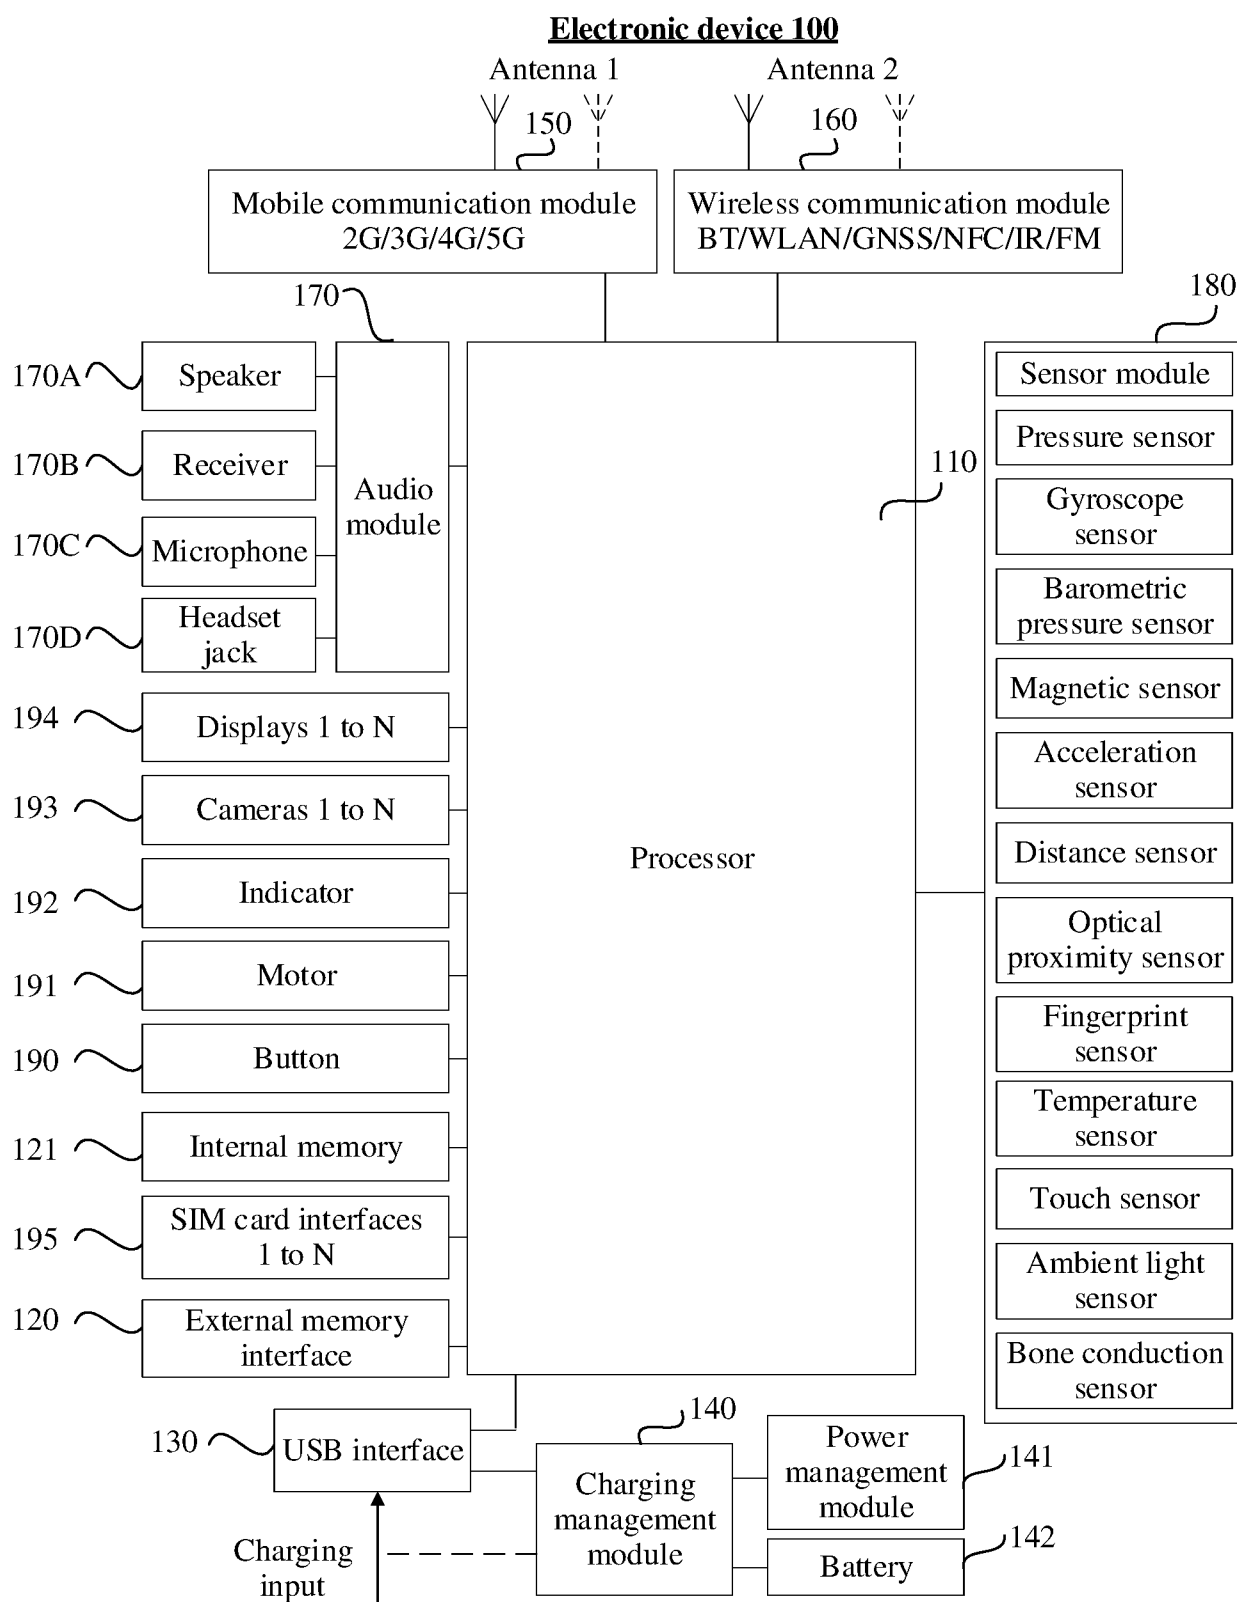 Electronic device 100
Antenna 1
Antenna 2
150
160
Mobile communication module
2G/3G/4G/5G
Wireless communication module
BT/WLAN/GNSS/NFC/IR/FM
170
180
170A
Speaker
170B
Receiver
170C
Microphone
170D
Headset
jack
Audio
module
194
Displays 1 to N
193
Cameras 1 to N
192
Indicator
191
Motor
190
Button
121
Internal memory
195
SIM card interfaces
1 to N
120
External memory
interface
110
Processor
Sensor module
Pressure sensor
Gyroscope
sensor
Barometric
pressure sensor
Magnetic sensor
Acceleration
sensor
Distance sensor
Optical
proximity sensor
Fingerprint
sensor
Temperature
sensor
Touch sensor
Ambient light
sensor
Bone conduction
sensor
130
USB interface
140
Charging
management
module
Power
management
module
141
Battery
142
Charging
input